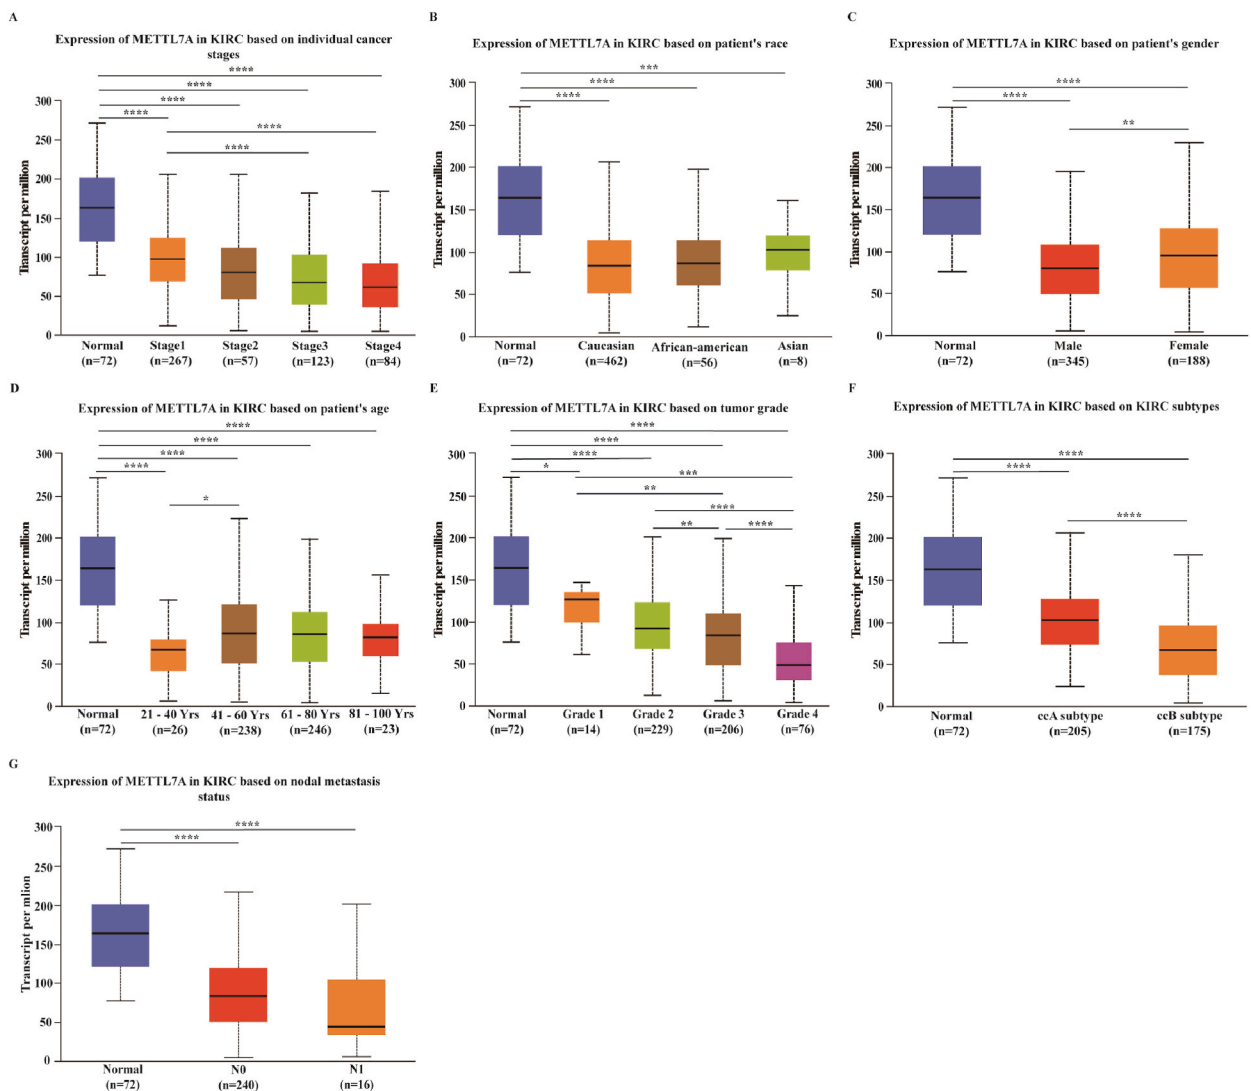 A
Expression of METTL7A in KIRC based on individual cancer
stages
****
****
****
****
****
****
300
250
200
150
100
50
0
Transcript per million
Normal Stage1 Stage2 Stage3 Stage4
(n=72) (n=267) (n=57) (n=123) (n=84)
B
Expression of METTL7A in KIRC based on patient's race
***
****
****
300
250
200
150
100
50
0
Transcript per million
Normal Caucasian African-american Asian
(n=72) (n=462) (n=56) (n=8)
C
Expression of METTL7A in KIRC based on patient's gender
****
****
**
300
250
200
150
100
50
0
Transcript per million
Normal Male Female
(n=72) (n=345) (n=188)
D
Expression of METTL7A in KIRC based on patient's age
****
****
****
****
*
300
250
200
150
100
50
0
Transcript per million
Normal 21 - 40 Yrs 41 - 60 Yrs 61 - 80 Yrs 81 - 100 Yrs
(n=72) (n=26) (n=238) (n=246) (n=23)
E
Expression of METTL7A in KIRC based on tumor grade
****
****
****
* ***
**
****
** ****
300
250
200
150
100
50
0
Transcript per million
Normal Grade 1 Grade 2 Grade 3 Grade 4
(n=72) (n=14) (n=229) (n=206) (n=76)
F
Expression of METTL7A in KIRC based on KIRC subtypes
****
****
****
300
250
200
150
100
50
0
Transcript per million
Normal ccA subtype ccB subtype
(n=72) (n=205) (n=175)
G
Expression of METTL7A in KIRC based on nodal metastasis
status
****
****
300
250
200
150
100
50
0
Transcript per mlion
Normal N0 N1
(n=72) (n=240) (n=16)